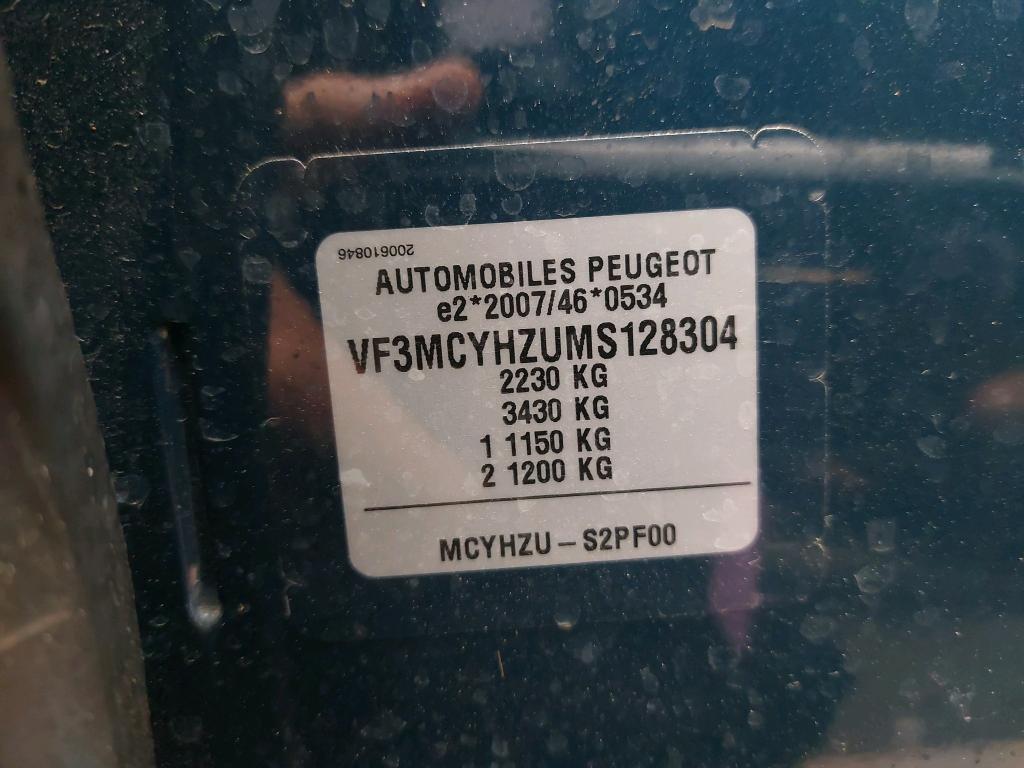 200610846
AUTOMOBILES PEUGEOT
e2*2007/46*0534
VF3MCYHZUMS128304
2230 KG
3430 KG
1 1150 KG
2 1200 KG
MCYHZU – S2PF00